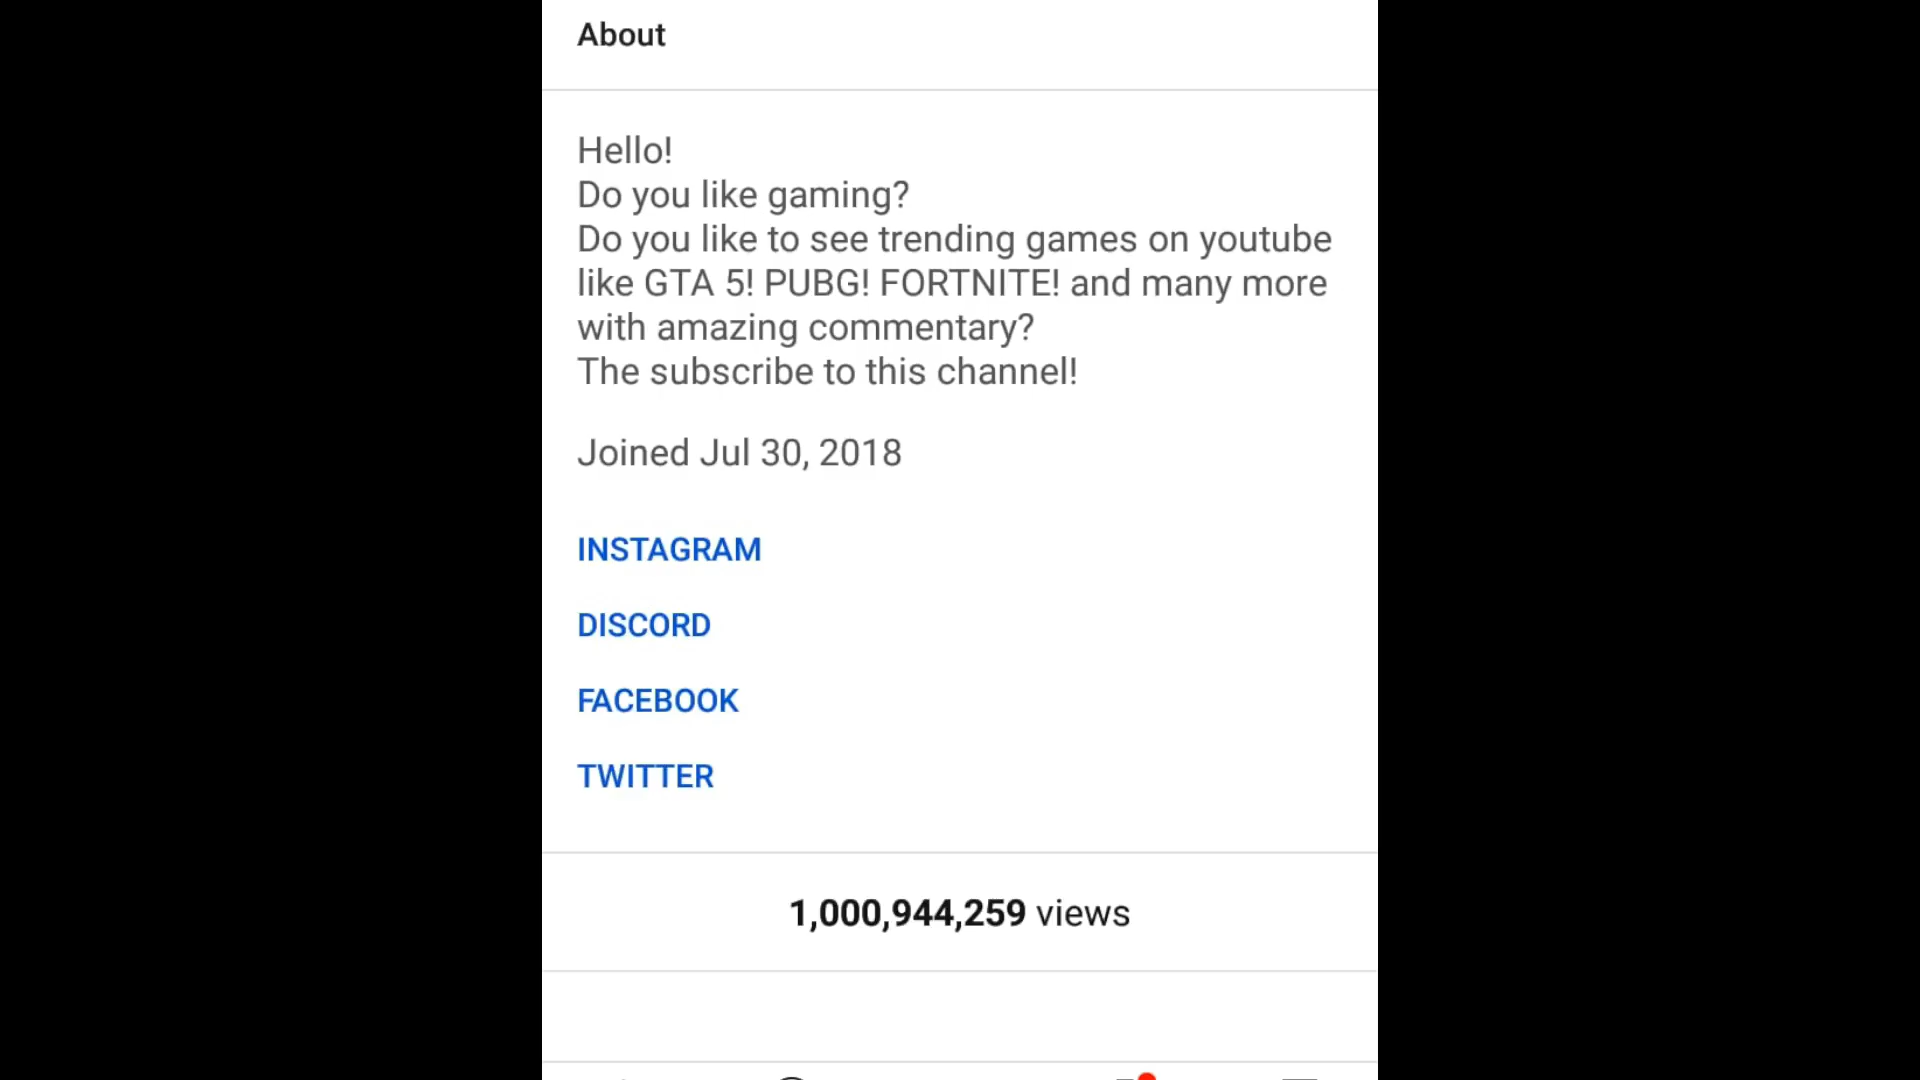 About
Hello!
Do you like gaming?
Do you like to see trending games on youtube
like GTA 5! PUBG! FORTNITE! and many more
with amazing commentary?
The subscribe to this channel!
Joined Jul 30, 2018
INSTAGRAM
DISCORD
FACEBOOK
TWITTER
1,000,944,259 views